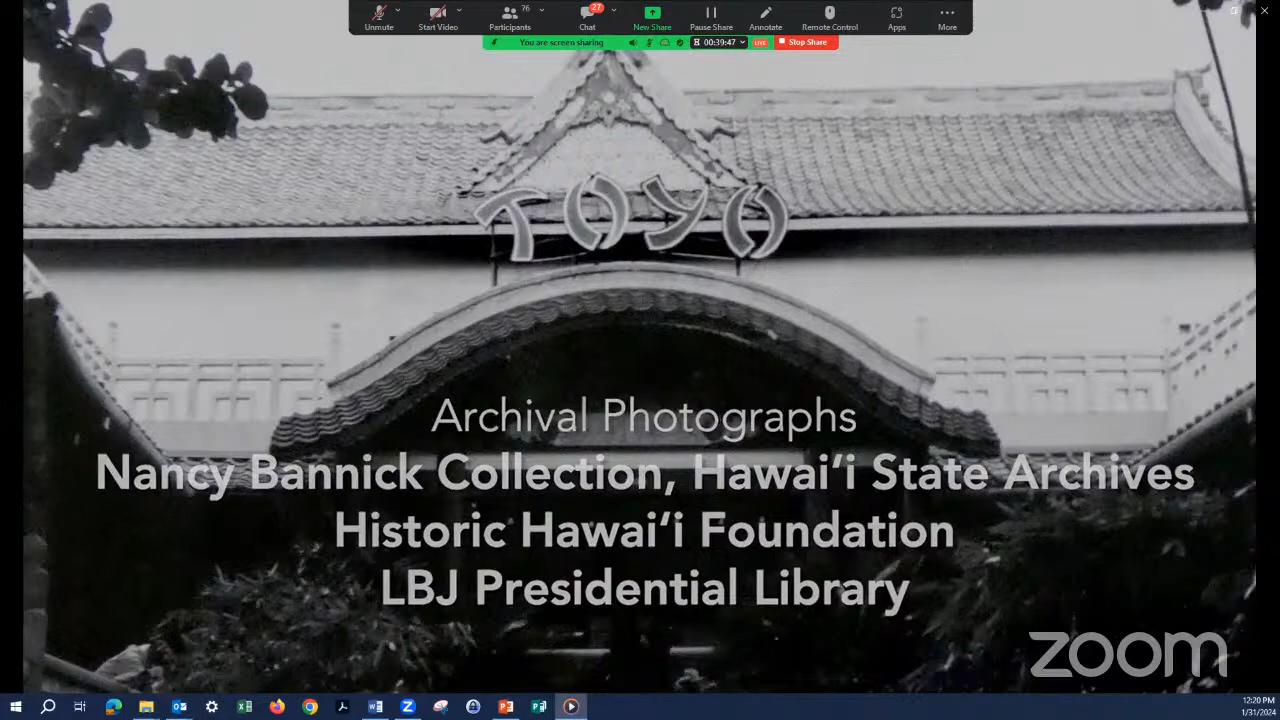 76
27
Unmute
Start Video
Participants
Chat
New Share
Pause Share
Annotate
Remote Control
Apps
More
You are screen sharing
00:39:47
LIVE
Stop Share
TOYO
Archival Photographs
Nancy Bannick Collection, Hawaiʻi State Archives
Historic Hawaiʻi Foundation
LBJ Presidential Library
zoom
12:20 PM
1/31/2024